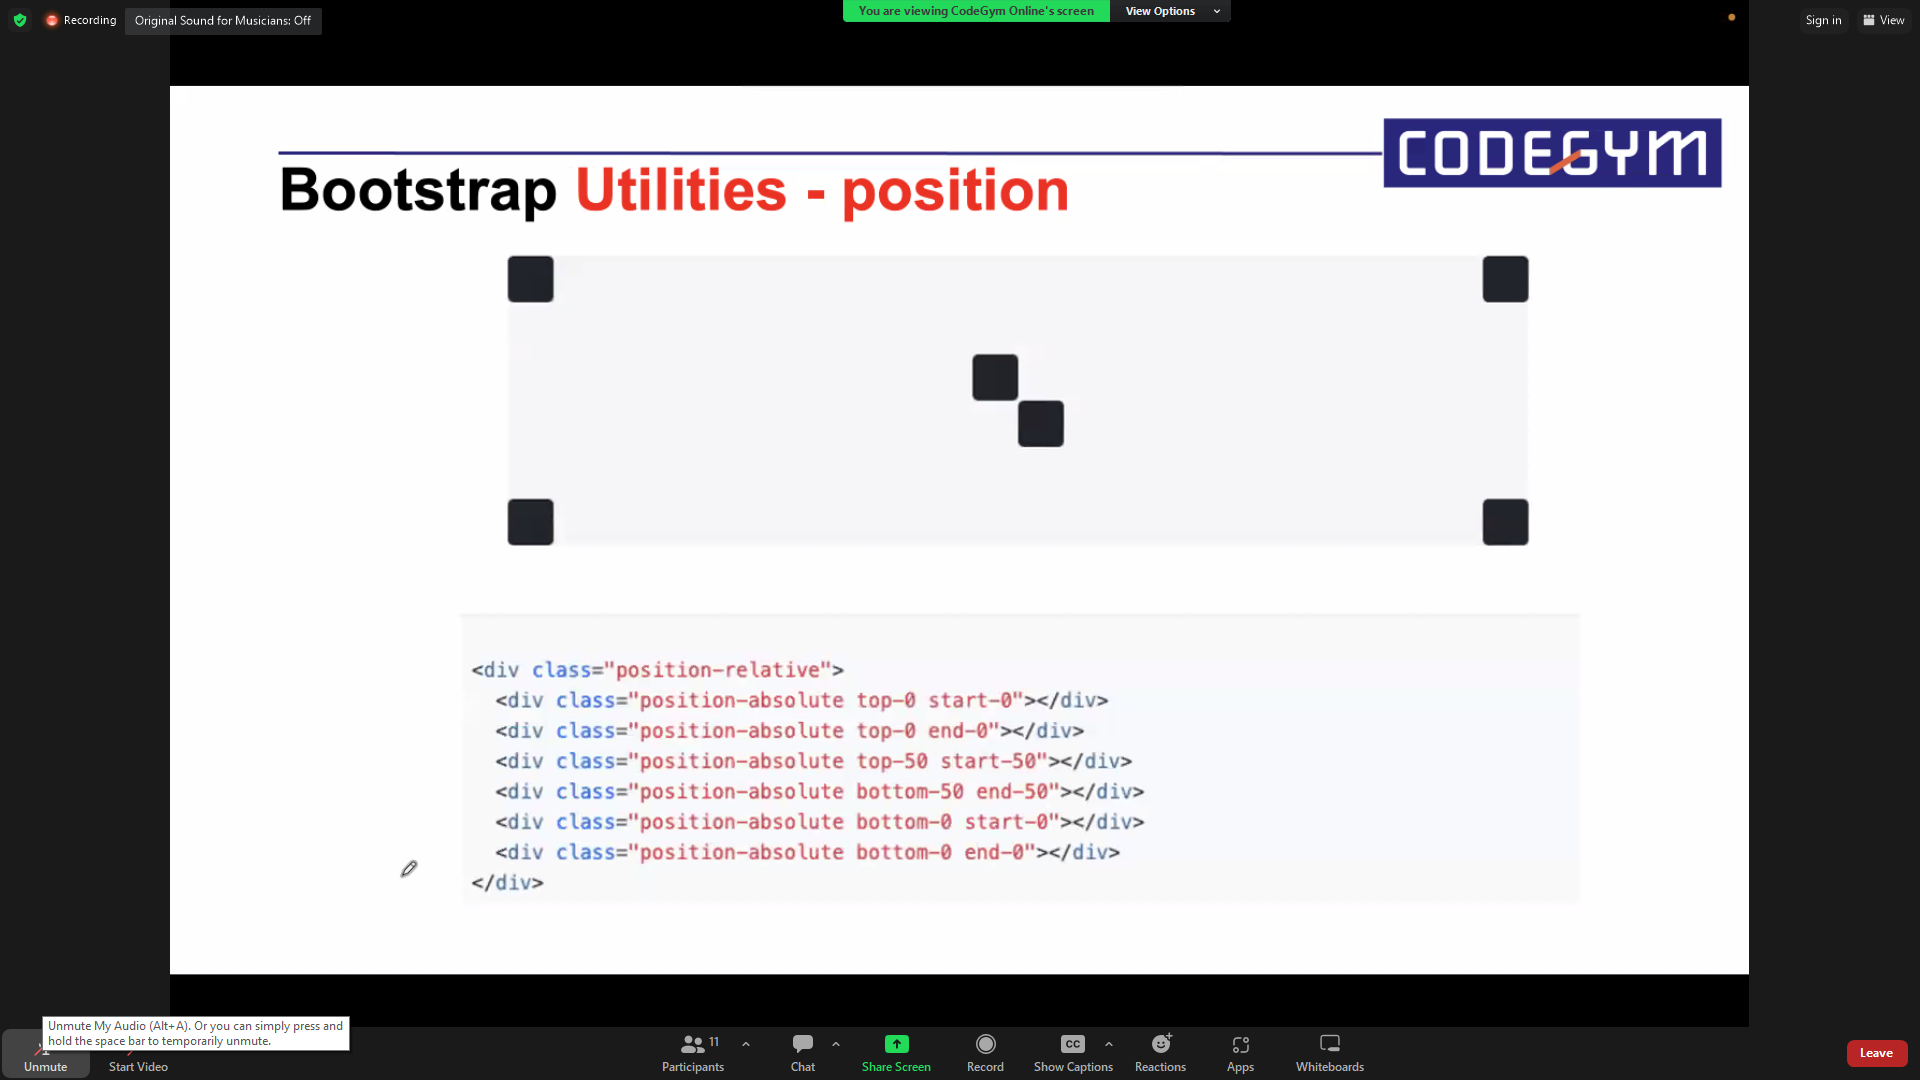 Recording
Original Sound for Musicians: Off
You are viewing CodeGym Online's screen
View Options
Sign in
View
CODEGYM
Bootstrap Utilities - position
<div class="position-relative">
  <div class="position-absolute top-0 start-0"></div>
  <div class="position-absolute top-0 end-0"></div>
  <div class="position-absolute top-50 start-50"></div>
  <div class="position-absolute bottom-50 end-50"></div>
  <div class="position-absolute bottom-0 start-0"></div>
  <div class="position-absolute bottom-0 end-0"></div>
</div>
Unmute My Audio (Alt+A). Or you can simply press and
hold the space bar to temporarily unmute.
Unmute
Start Video
Participants
11
Chat
Share Screen
Record
CC
Show Captions
Reactions
Apps
Whiteboards
Leave